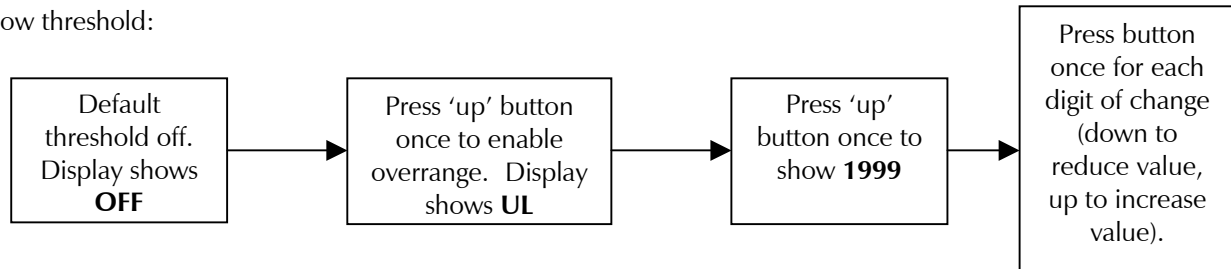 ow threshold:
Default
threshold off.
Display shows
OFF
Press ‘up’ button
once to enable
overrange. Display
shows UL
Press ‘up’
button once to
show 1999
Press button
once for each
digit of change
(down to
reduce value,
up to increase
value).